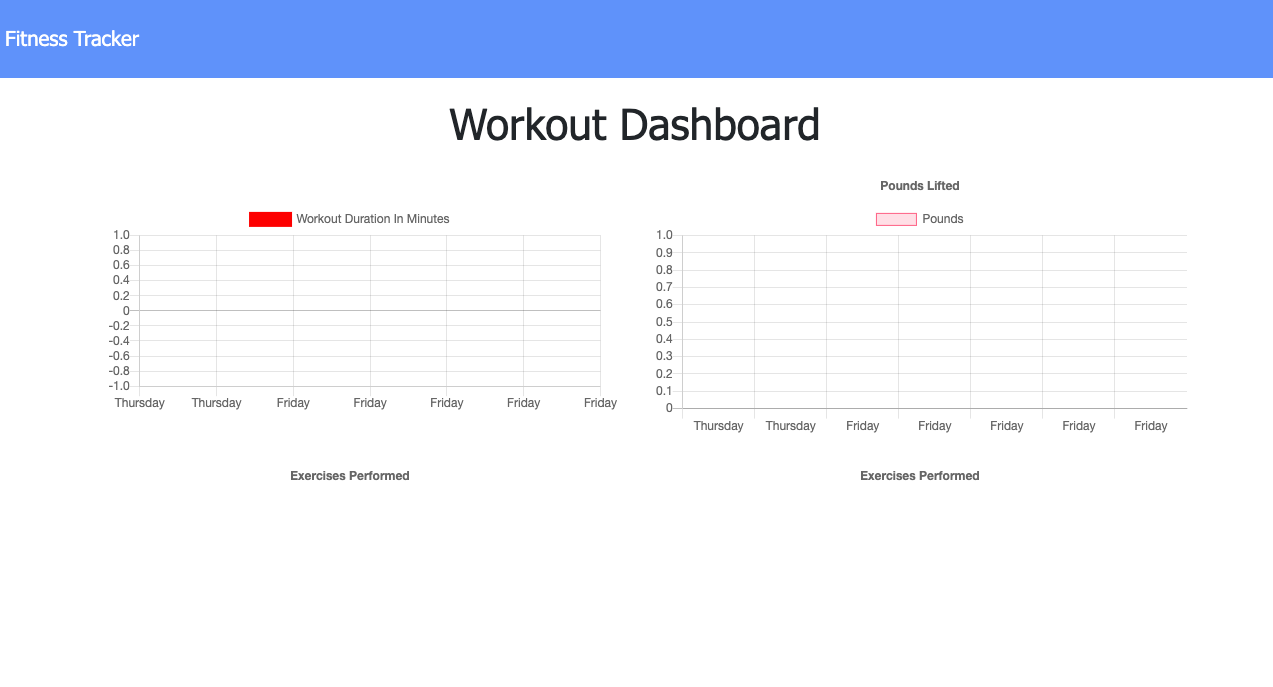 Fitness Tracker
Workout Dashboard
Workout Duration In Minutes
1.0
0.8
0.6
0.4
0.2
0
-0.2
-0.4
-0.6
-0.8
-1.0
Thursday Thursday Friday Friday Friday Friday Friday
Pounds Lifted
Pounds
1.0
0.9
0.8
0.7
0.6
0.5
0.4
0.3
0.2
0.1
0
Thursday Thursday Friday Friday Friday Friday Friday
Exercises Performed
Exercises Performed